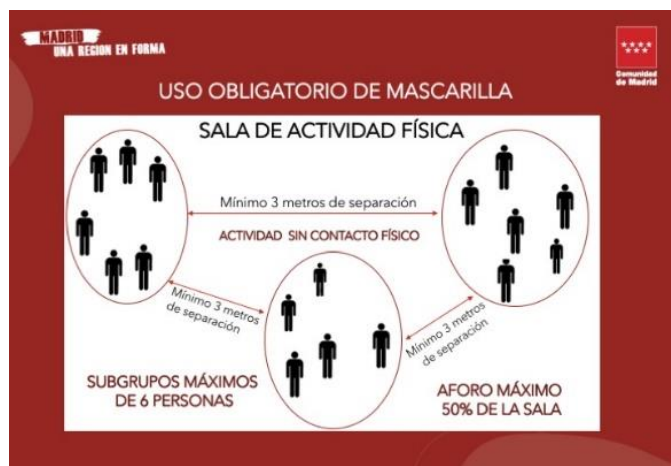 MADRID
UNA REGION EN FORMA
Comunidad
de Madrid
USO OBLIGATORIO DE MASCARILLA
SALA DE ACTIVIDAD FÍSICA
Mínimo 3 metros de separación
ACTIVIDAD SIN CONTACTO FÍSICO
Mínimo 3 metros
de separación
Mínimo 3 metros
de separación
SUBGRUPOS MÁXIMOS
DE 6 PERSONAS
AFORO MÁXIMO
50% DE LA SALA